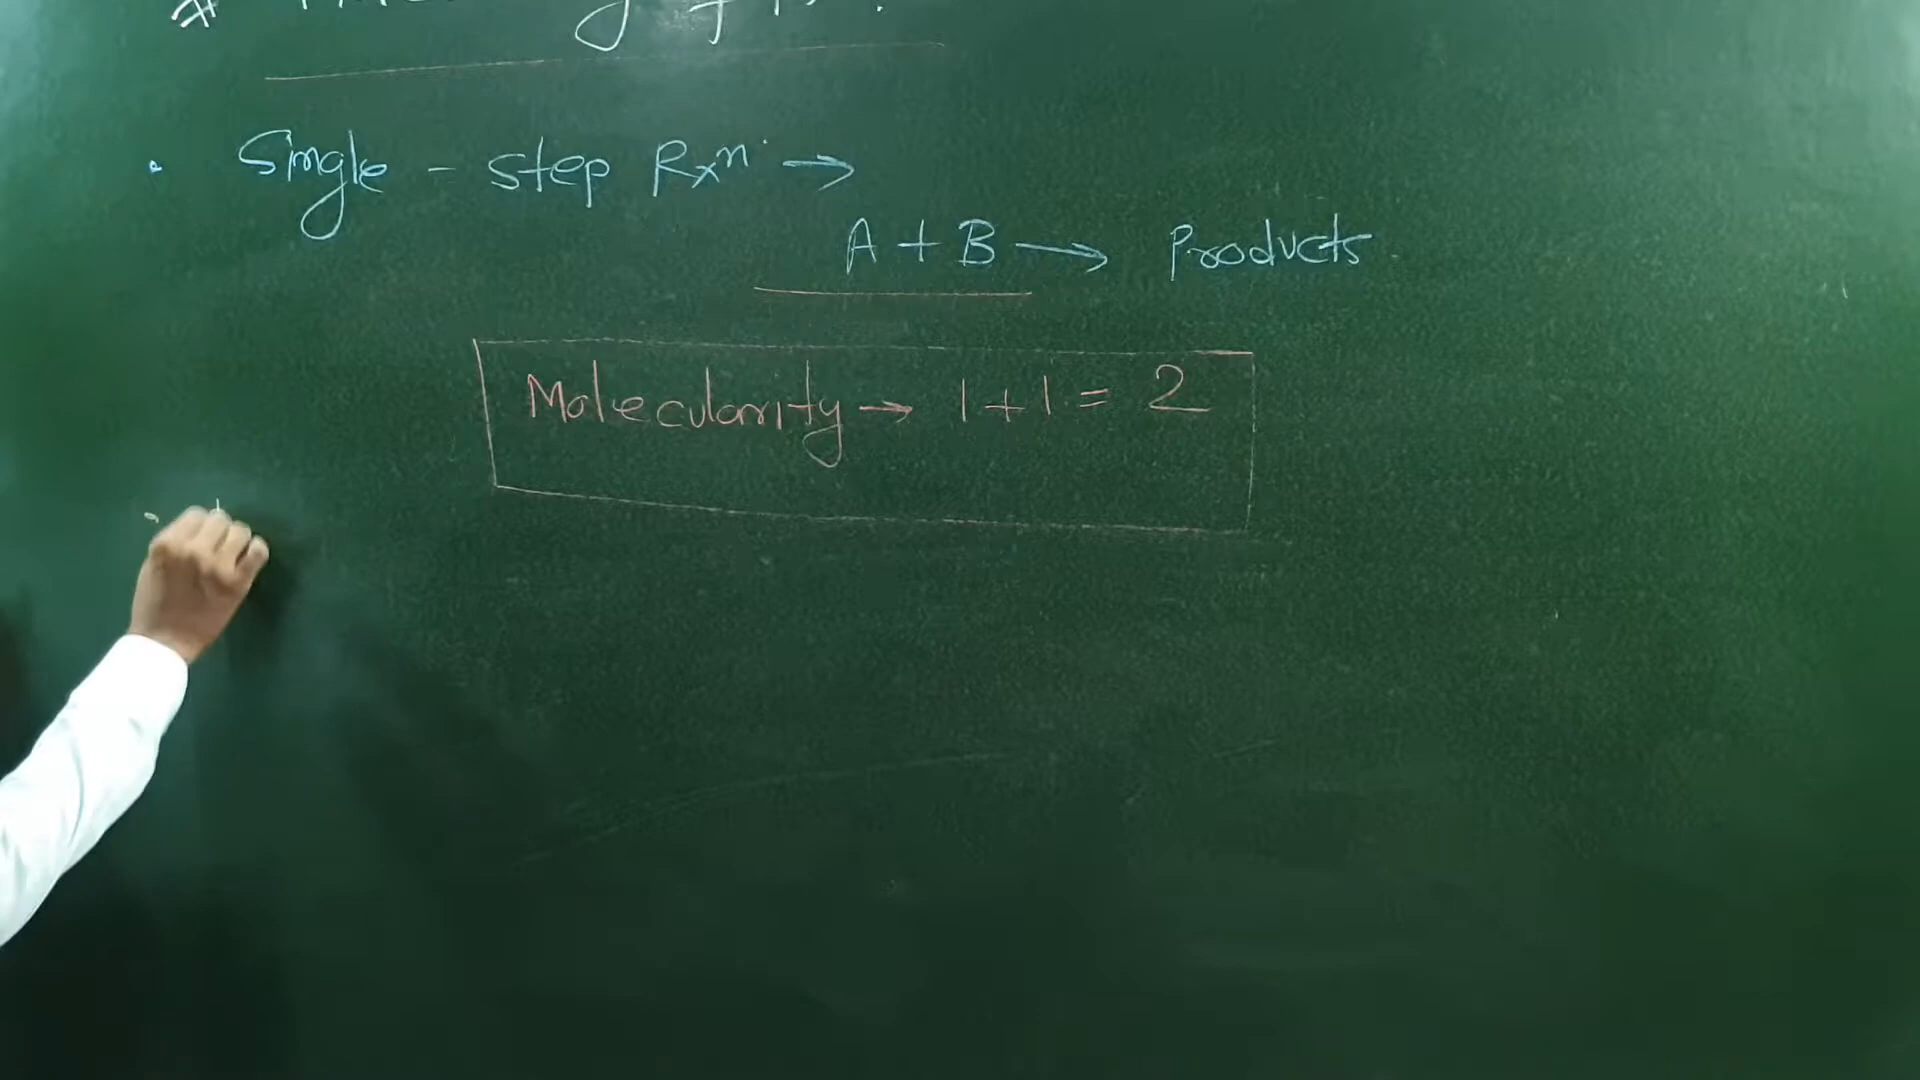 #
• Single - step Rxⁿ →
A + B → Products
Molecularity → 1 + 1 = 2